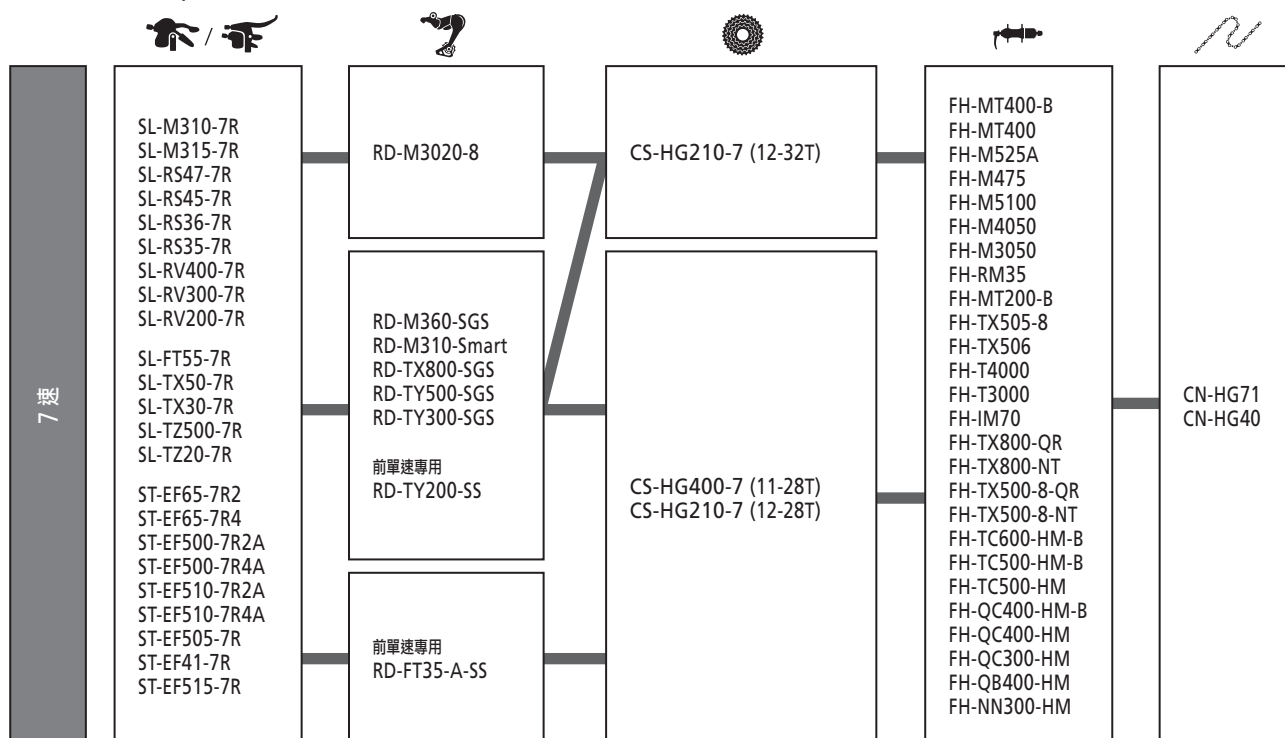 7 速
SL-M310-7R
SL-M315-7R
SL-RS47-7R
SL-RS45-7R
SL-RS36-7R
SL-RS35-7R
SL-RV400-7R
SL-RV300-7R
SL-RV200-7R
SL-FT55-7R
SL-TX50-7R
SL-TX30-7R
SL-TZ500-7R
SL-TZ20-7R
ST-EF65-7R2
ST-EF65-7R4
ST-EF500-7R2A
ST-EF500-7R4A
ST-EF510-7R2A
ST-EF510-7R4A
ST-EF505-7R
ST-EF41-7R
ST-EF515-7R
RD-M3020-8
RD-M360-SGS
RD-M310-Smart
RD-TX800-SGS
RD-TY500-SGS
RD-TY300-SGS
前單速專用
RD-TY200-SS
前單速專用
RD-FT35-A-SS
CS-HG210-7 (12-32T)
CS-HG400-7 (11-28T)
CS-HG210-7 (12-28T)
FH-MT400-B
FH-MT400
FH-M525A
FH-M475
FH-M5100
FH-M4050
FH-M3050
FH-RM35
FH-MT200-B
FH-TX505-8
FH-TX506
FH-T4000
FH-T3000
FH-IM70
FH-TX800-QR
FH-TX800-NT
FH-TX500-8-QR
FH-TX500-8-NT
FH-TC600-HM-B
FH-TC500-HM-B
FH-TC500-HM
FH-QC400-HM-B
FH-QC400-HM
FH-QC300-HM
FH-QB400-HM
FH-NN300-HM
CN-HG71
CN-HG40